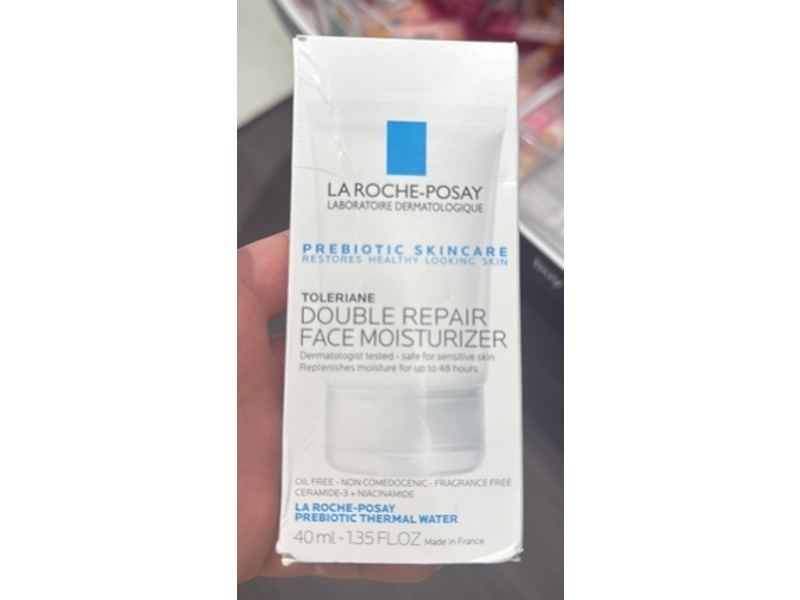 LA ROCHE-POSAY
LABORATOIRE DERMATOLOGIQUE
PREBIOTIC SKINCARE
RESTORES HEALTHY LOOKING SKIN
TOLERIANE
DOUBLE REPAIR
FACE MOISTURIZER
Dermatologist tested - safe for sensitive skin
Replenishes moisture for up to 48 hours
OIL FREE - NON COMEDOGENIC - FRAGRANCE FREE
CERAMIDE-3 + NIACINAMIDE
LA ROCHE-POSAY
PREBIOTIC THERMAL WATER
40 ml - 1.35 FL.OZ Made in France